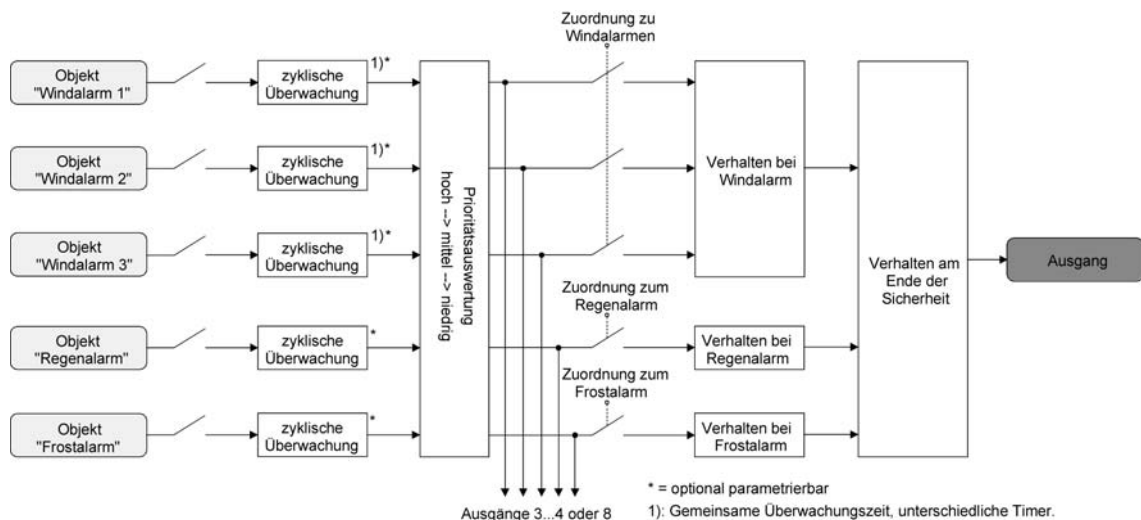 Zuordnung zu
Windalarmen
Objekt
"Windalarm 1"
zyklische
Überwachung
1)*
Objekt
"Windalarm 2"
zyklische
Überwachung
1)*
Objekt
"Windalarm 3"
zyklische
Überwachung
1)*
Objekt
"Regenalarm"
zyklische
Überwachung
*
Objekt
"Frostalarm"
zyklische
Überwachung
*
Prioritätsauswertung
hoch --> mittel --> niedrig
Zuordnung zum
Regenalarm
Zuordnung zum
Frostalarm
Verhalten bei
Windalarm
Verhalten bei
Regenalarm
Verhalten bei
Frostalarm
Verhalten am
Ende der
Sicherheit
Ausgang
Ausgänge 3...4 oder 8
* = optional parametrierbar
1): Gemeinsame Überwachungszeit, unterschiedliche Timer.